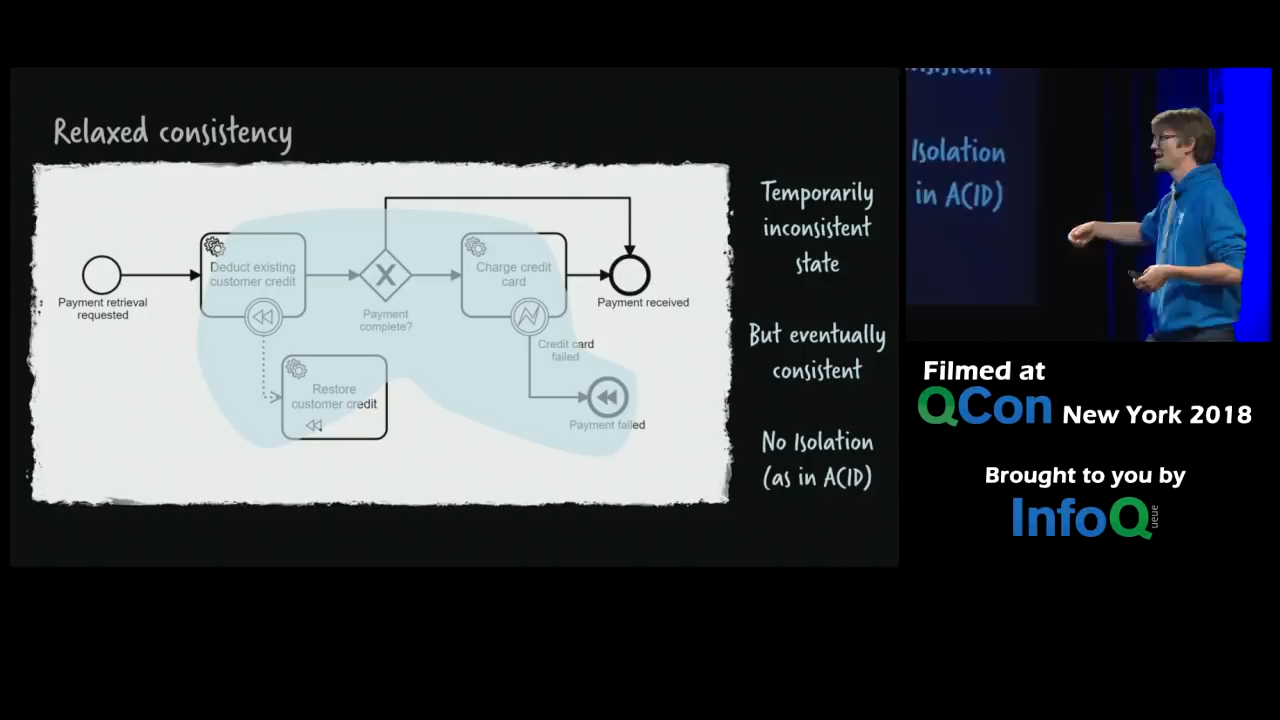 Relaxed consistency
Payment retrieval
requested
Deduct existing
customer credit
Payment
complete?
Charge credit
card
Payment received
Credit card
failed
Restore
customer credit
Payment failed
Temporarily
inconsistent
state
But eventually
consistent
No Isolation
(as in ACID)
Isolation
in ACID)
Filmed at
QCon New York 2018
Brought to you by
InfoQ
ueue